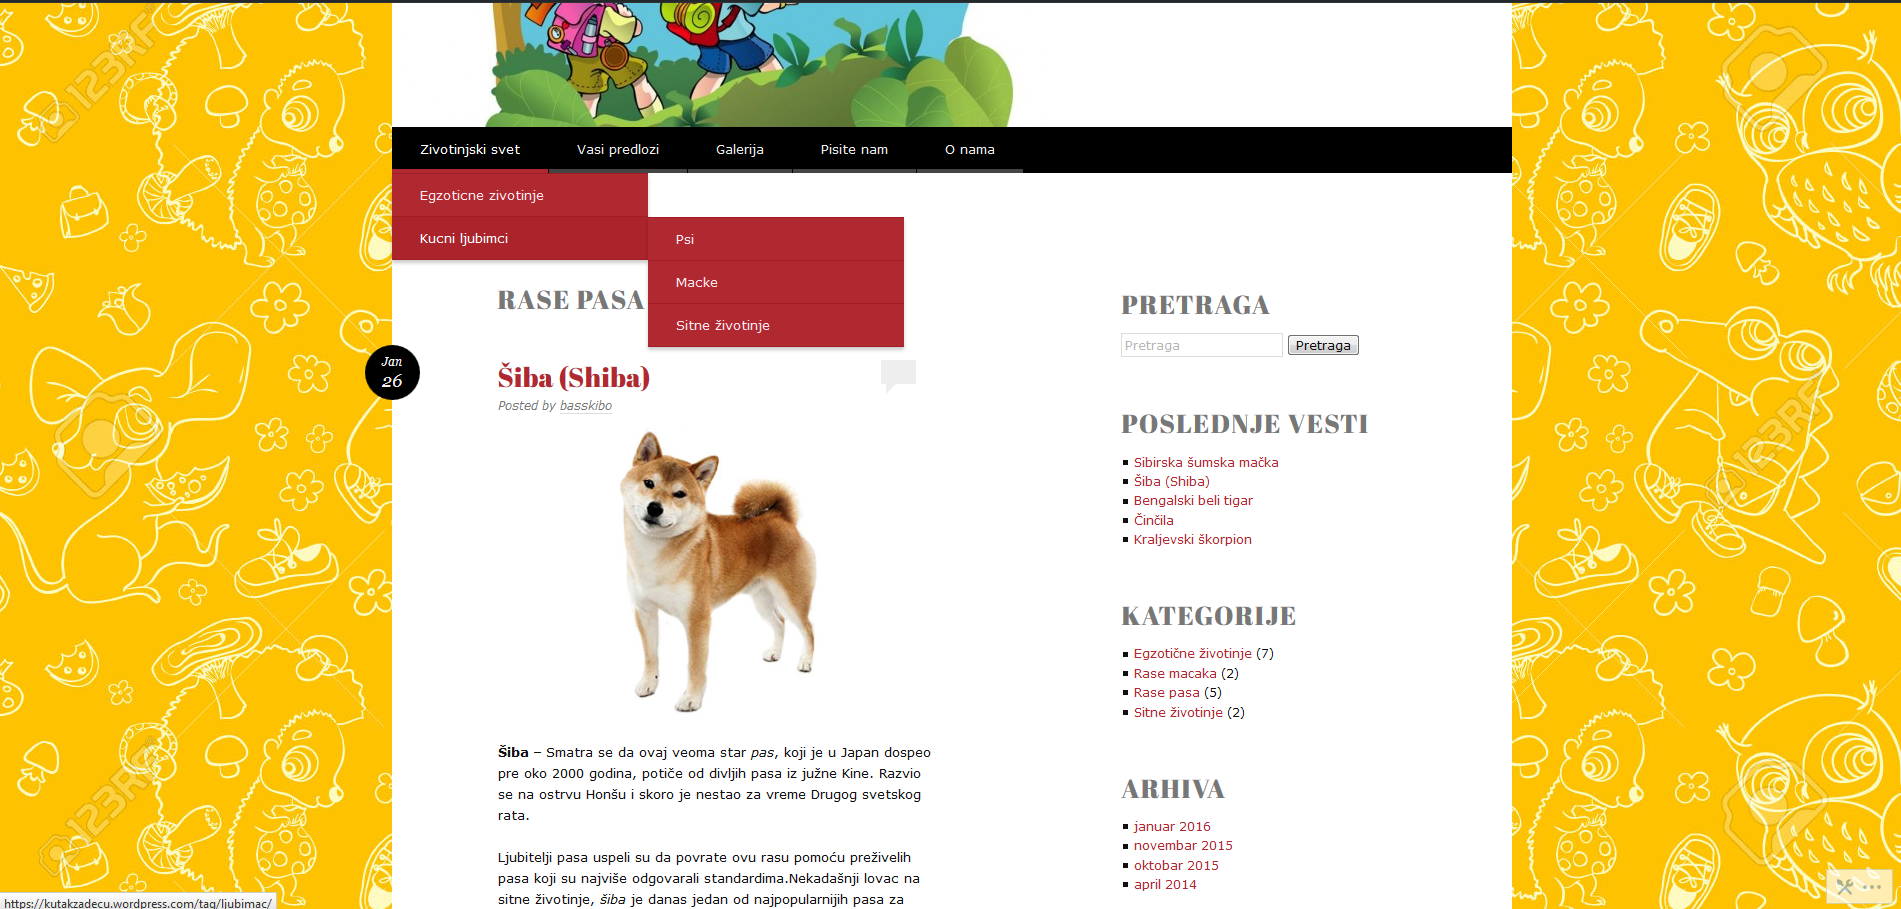 Zivotinjski svet
Vasi predlozi
Galerija
Pisite nam
O nama
Egzoticne zivotinje
Kucni ljubimci
Psi
Macke
Sitne životinje
RASE PASA
Jan
26
Šiba (Shiba)
Posted by basskibo
Šiba – Smatra se da ovaj veoma star pas, koji je u Japan dospeo
pre oko 2000 godina, potiče od divljih pasa iz južne Kine. Razvio
se na ostrvu Honšu i skoro je nestao za vreme Drugog svetskog
rata.
Ljubitelji pasa uspeli su da povrate ovu rasu pomoću preživelih
pasa koji su najviše odgovarali standardima.Nekadašnji lovac na
sitne životinje, šiba je danas jedan od najpopularnijih pasa za
PRETRAGA
Pretraga
Pretraga
POSLEDNJE VESTI
Sibirska šumska mačka
Šiba (Shiba)
Bengalski beli tigar
Činčila
Kraljevski škorpion
KATEGORIJE
Egzotične životinje (7)
Rase macaka (2)
Rase pasa (5)
Sitne životinje (2)
ARHIVA
januar 2016
novembar 2015
oktobar 2015
april 2014
https://kutakzadecu.wordpress.com/tag/ljubimac/
123RF
123RF
123RF
123RF